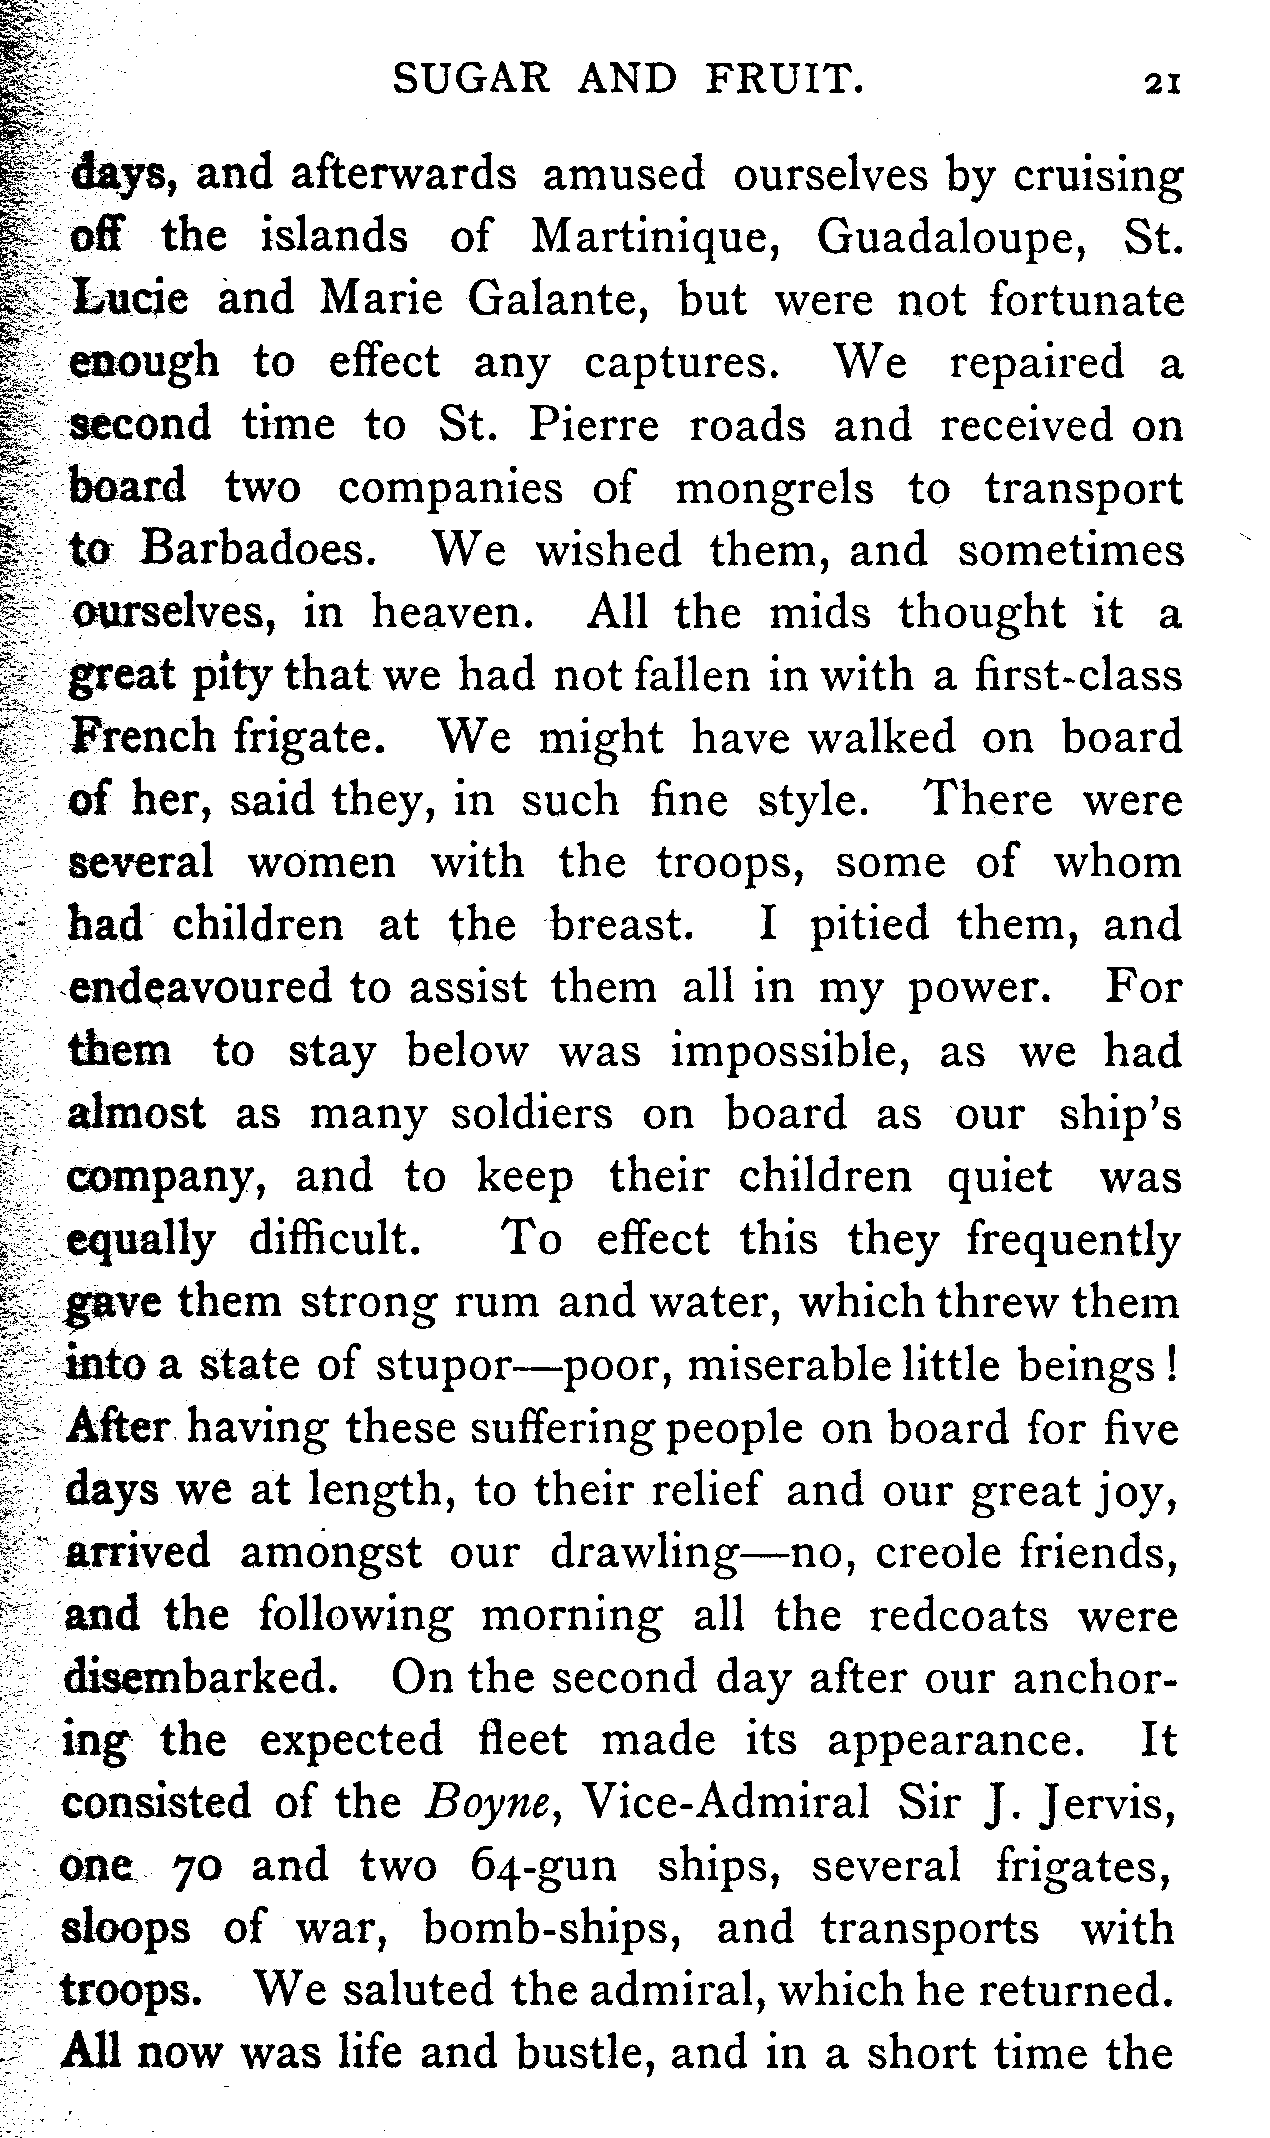 SUGAR AND FRUIT. 21
days, and afterwards amused ourselves by cruising
off the islands of Martinique, Guadaloupe, St.
Lucie and Marie Galante, but were not fortunate
enough to effect any captures. We repaired a
second time to St. Pierre roads and received on
board two companies of mongrels to transport
to Barbadoes. We wished them, and sometimes
ourselves, in heaven. All the mids thought it a
great pity that we had not fallen in with a first-class
French frigate. We might have walked on board
of her, said they, in such fine style. There were
several women with the troops, some of whom
had children at the breast. I pitied them, and
endeavoured to assist them all in my power. For
them to stay below was impossible, as we had
almost as many soldiers on board as our ship's
company, and to keep their children quiet was
equally difficult. To effect this they frequently
gave them strong rum and water, which threw them
into a state of stupor—poor, miserable little beings!
After having these suffering people on board for five
days we at length, to their relief and our great joy,
arrived amongst our drawling—no, creole friends,
and the following morning all the redcoats were
disembarked. On the second day after our anchor-
ing the expected fleet made its appearance. It
consisted of the Boyne, Vice-Admiral Sir J. Jervis,
one 70 and two 64-gun ships, several frigates,
sloops of war, bomb-ships, and transports with
troops. We saluted the admiral, which he returned.
All now was life and bustle, and in a short time the